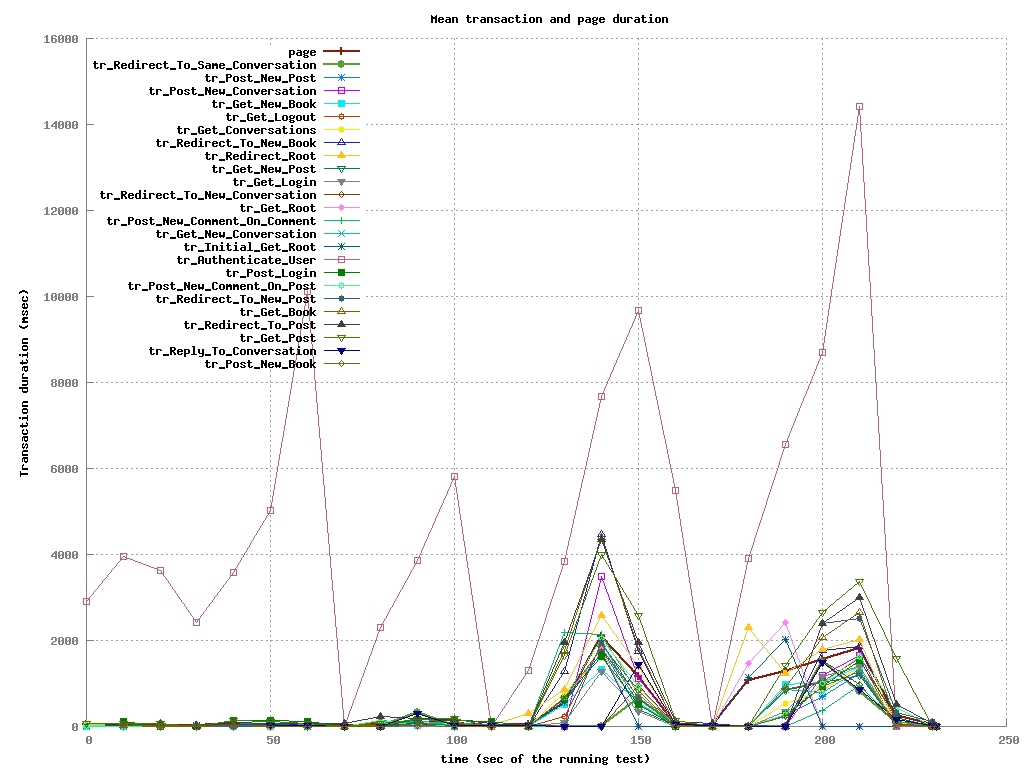 Mean transaction and page duration
16000
14000
12000
10000
8000
6000
4000
2000
0
Transaction duration (msec)
page
tr_Redirect_To_Same_Conversation
tr_Post_New_Post
tr_Post_New_Conversation
tr_Get_New_Book
tr_Get_Logout
tr_Get_Conversations
tr_Redirect_To_New_Book
tr_Redirect_Root
tr_Get_New_Post
tr_Get_Login
tr_Redirect_To_New_Conversation
tr_Get_Root
tr_Post_New_Comment_On_Comment
tr_Get_New_Conversation
tr_Initial_Get_Root
tr_Authenticate_User
tr_Post_Login
tr_Post_New_Comment_On_Post
tr_Redirect_To_New_Post
tr_Get_Book
tr_Redirect_To_Post
tr_Get_Post
tr_Reply_To_Conversation
tr_Post_New_Book
0 50 100 150 200 250
time (sec of the running test)